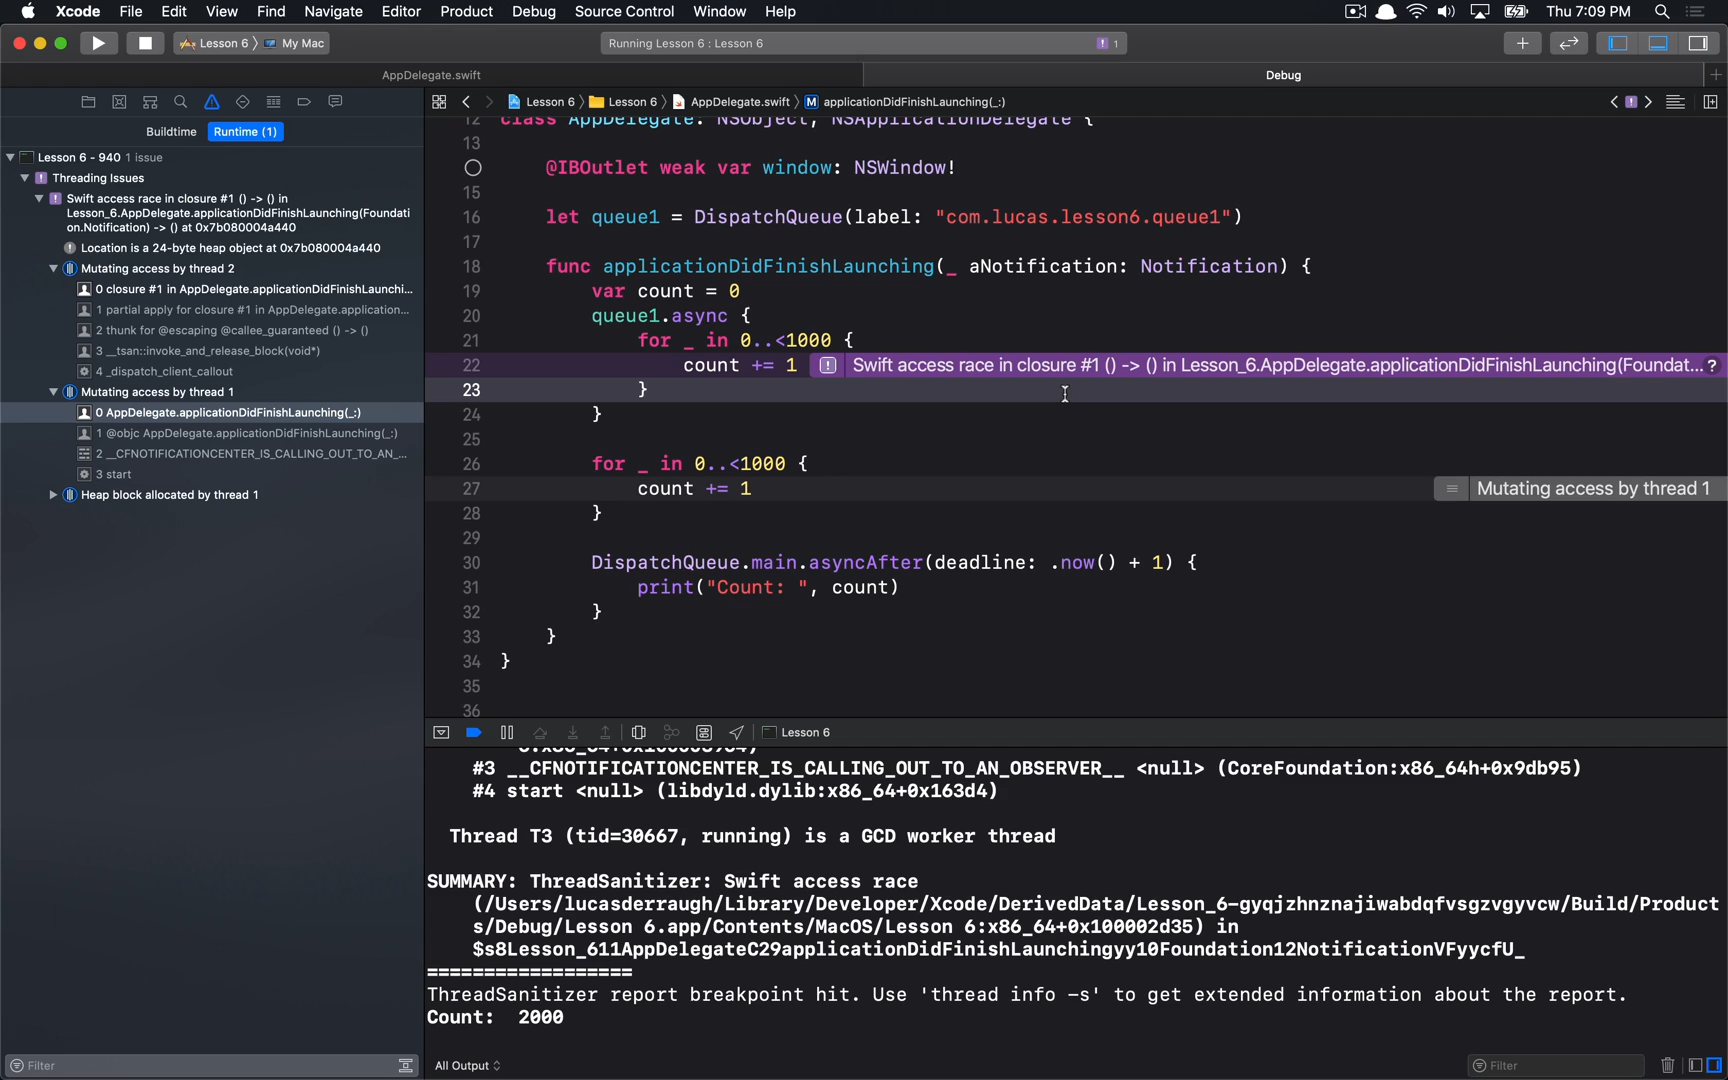 Xcode File Edit View Find Navigate Editor Product Debug Source Control Window Help Thu 7:09 PM
Lesson 6 My Mac Running Lesson 6 : Lesson 6 1
AppDelegate.swift Debug
Lesson 6 Lesson 6 AppDelegate.swift M applicationDidFinishLaunching(_:)
Buildtime Runtime (1)
Lesson 6 - 940 1 issue
Threading Issues
Swift access race in closure #1 () -> () in
Lesson_6.AppDelegate.applicationDidFinishLaunching(Foundati
on.Notification) -> () at 0x7b080004a440
Location is a 24-byte heap object at 0x7b080004a440
Mutating access by thread 2
0 closure #1 in AppDelegate.applicationDidFinishLaunchi...
1 partial apply for closure #1 in AppDelegate.application...
2 thunk for @escaping @callee_guaranteed () -> ()
3 __tsan::invoke_and_release_block(void*)
4 _dispatch_client_callout
Mutating access by thread 1
0 AppDelegate.applicationDidFinishLaunching(_:)
1 @objc AppDelegate.applicationDidFinishLaunching(_:)
2 __CFNOTIFICATIONCENTER_IS_CALLING_OUT_TO_AN_...
3 start
Heap block allocated by thread 1
Filter
12 class AppDelegate: NSObject, NSApplicationDelegate {
13
@IBOutlet weak var window: NSWindow!
15
16 let queue1 = DispatchQueue(label: "com.lucas.lesson6.queue1")
17
18 func applicationDidFinishLaunching(_ aNotification: Notification) {
19 var count = 0
20 queue1.async {
21 for _ in 0..<1000 {
22 count += 1 Swift access race in closure #1 () -> () in Lesson_6.AppDelegate.applicationDidFinishLaunching(Foundat... ?
23 }
24 }
25
26 for _ in 0..<1000 {
27 count += 1 Mutating access by thread 1
28 }
29
30 DispatchQueue.main.asyncAfter(deadline: .now() + 1) {
31 print("Count: ", count)
32 }
33 }
34 }
35
36
Lesson 6
#3 __CFNOTIFICATIONCENTER_IS_CALLING_OUT_TO_AN_OBSERVER__ <null> (CoreFoundation:x86_64h+0x9db95)
#4 start <null> (libdyld.dylib:x86_64+0x163d4)
Thread T3 (tid=30667, running) is a GCD worker thread
SUMMARY: ThreadSanitizer: Swift access race
(/Users/lucasderraugh/Library/Developer/Xcode/DerivedData/Lesson_6-gyqjzhnznajiwabdqfvsgzvgyvcw/Build/Product
s/Debug/Lesson 6.app/Contents/MacOS/Lesson 6:x86_64+0x100002d35) in
$s8Lesson_611AppDelegateC29applicationDidFinishLaunchingyy10Foundation12NotificationVFyycfU_
==================
ThreadSanitizer report breakpoint hit. Use 'thread info -s' to get extended information about the report.
Count:  2000
All Output Filter